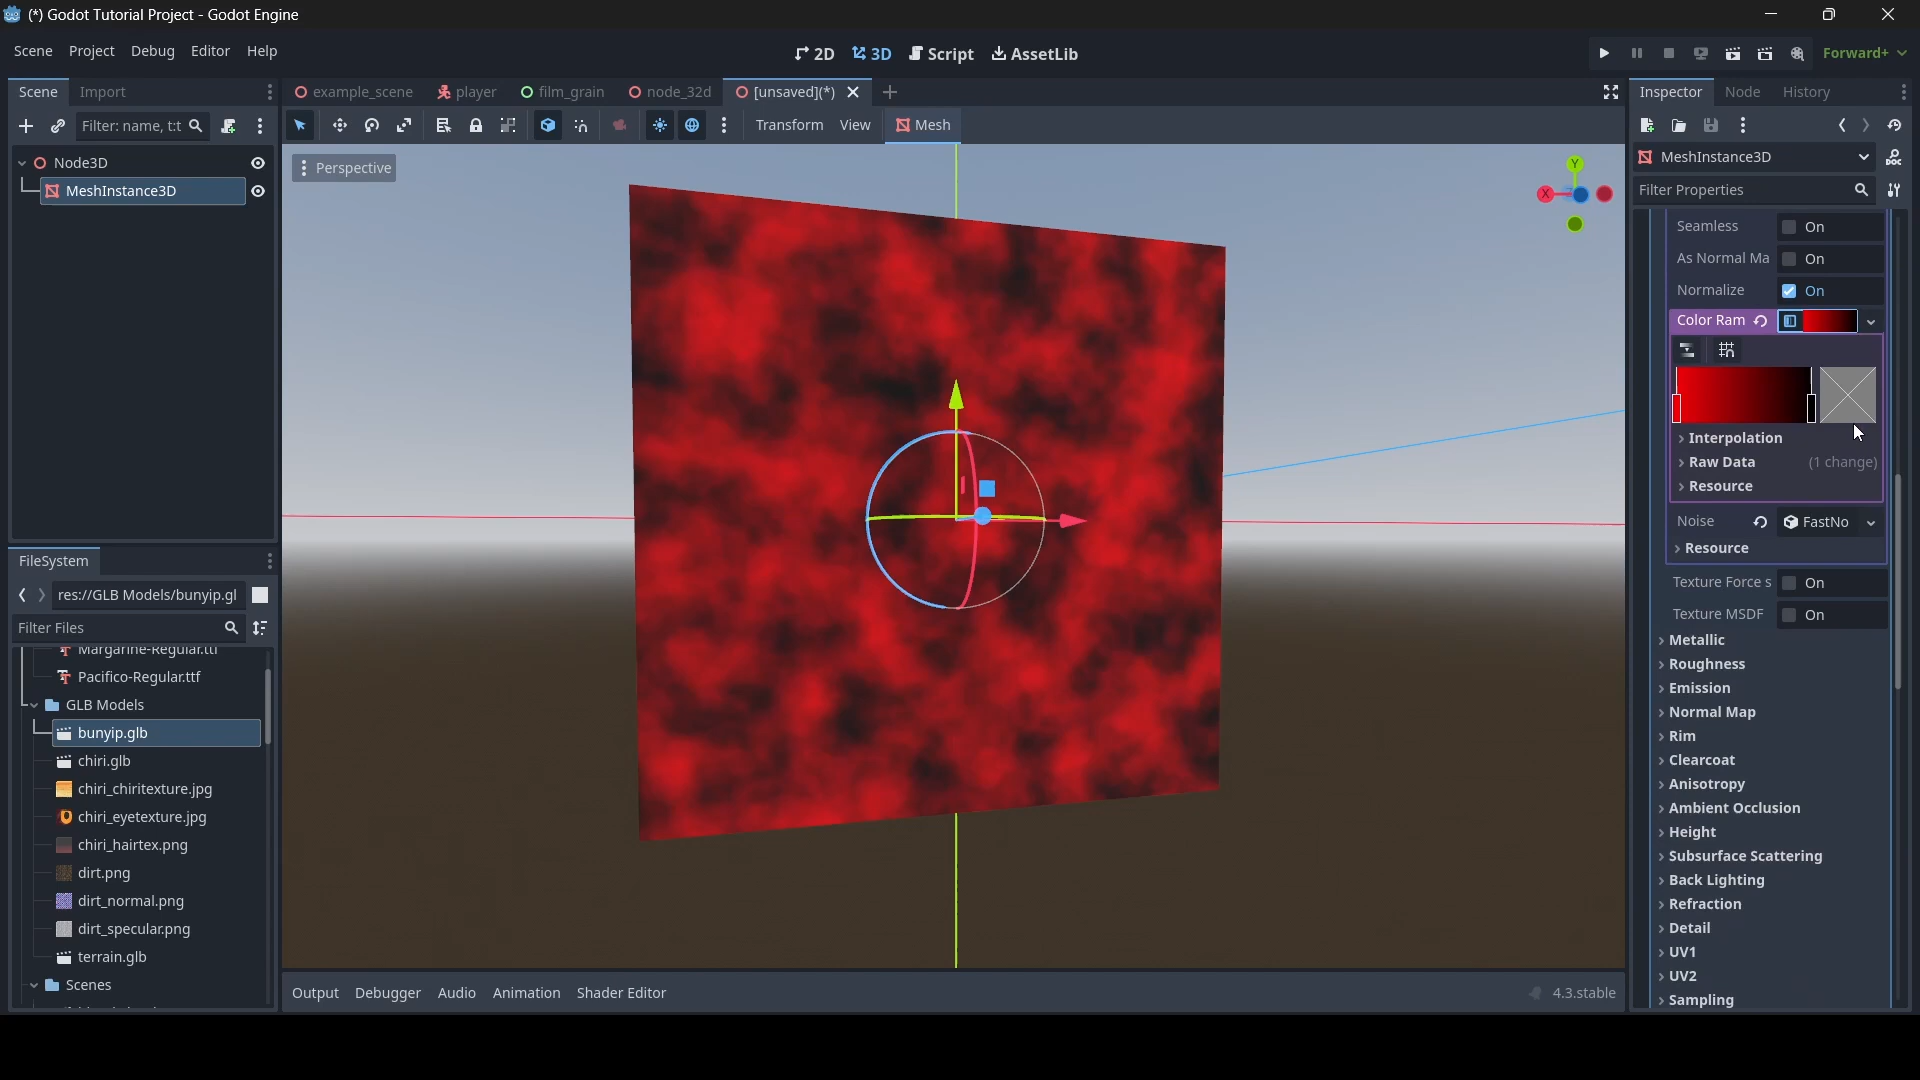 (*) Godot Tutorial Project - Godot Engine
Scene Project Debug Editor Help
2D 3D Script AssetLib
Forward+
Scene Import
example_scene player film_grain node_32d [unsaved](*)
Inspector Node History
Filter: name, t:t
Transform View Mesh
Node3D
MeshInstance3D
Perspective
Y
X
MeshInstance3D
Filter Properties
Seamless On
As Normal Ma On
Normalize On
Color Ram
Interpolation
Raw Data (1 change)
Resource
Noise FastNo
Resource
Texture Force s On
Texture MSDF On
Metallic
Roughness
Emission
Normal Map
Rim
Clearcoat
Anisotropy
Ambient Occlusion
Height
Subsurface Scattering
Back Lighting
Refraction
Detail
UV1
UV2
Sampling
FileSystem
res://GLB Models/bunyip.gl
Filter Files
Margarine-Regular.ttf
Pacifico-Regular.ttf
GLB Models
bunyip.glb
chiri.glb
chiri_chiritexture.jpg
chiri_eyetexture.jpg
chiri_hairtex.png
dirt.png
dirt_normal.png
dirt_specular.png
terrain.glb
Scenes
Output Debugger Audio Animation Shader Editor
4.3.stable